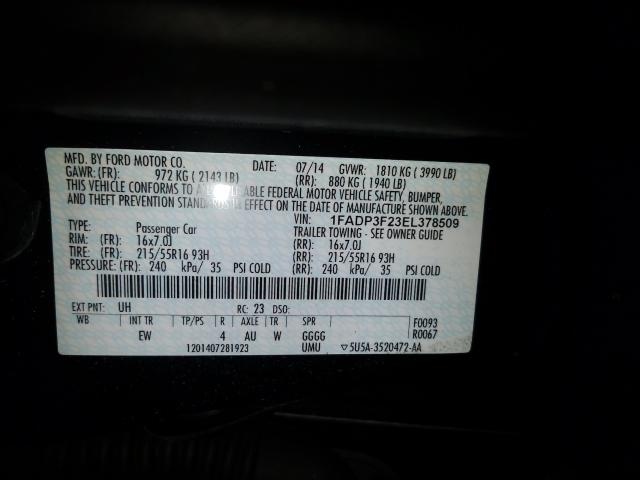 MFD. BY FORD MOTOR CO. DATE: 07/14 GVWR: 1810 KG ( 3990 LB)
GAWR: (FR): 972 KG ( 2143 LB) (RR): 880 KG ( 1940 LB)
THIS VEHICLE CONFORMS TO ALL APPLICABLE FEDERAL MOTOR VEHICLE SAFETY, BUMPER,
AND THEFT PREVENTION STANDARDS IN EFFECT ON THE DATE OF MANUFACTURE SHOWN ABOVE.
VIN: 1FADP3F23EL378509
TYPE: Passenger Car TRAILER TOWING - SEE OWNER GUIDE
RIM: (FR) 16x7.0J (RR) 16x7.0J
TIRE: (FR) 215/55R16 93H (RR) 215/55R16 93H
PRESSURE: (FR) 240 kPa/ 35 PSI COLD (RR) 240 kPa/ 35 PSI COLD
EXT PNT: UH RC: 23 DSO:
WB INT TR TP/PS R AXLE TR SPR F0093
EW 4 AU W GGGG R0067
1201407281923 UMU ▽5U5A-3520472-AA